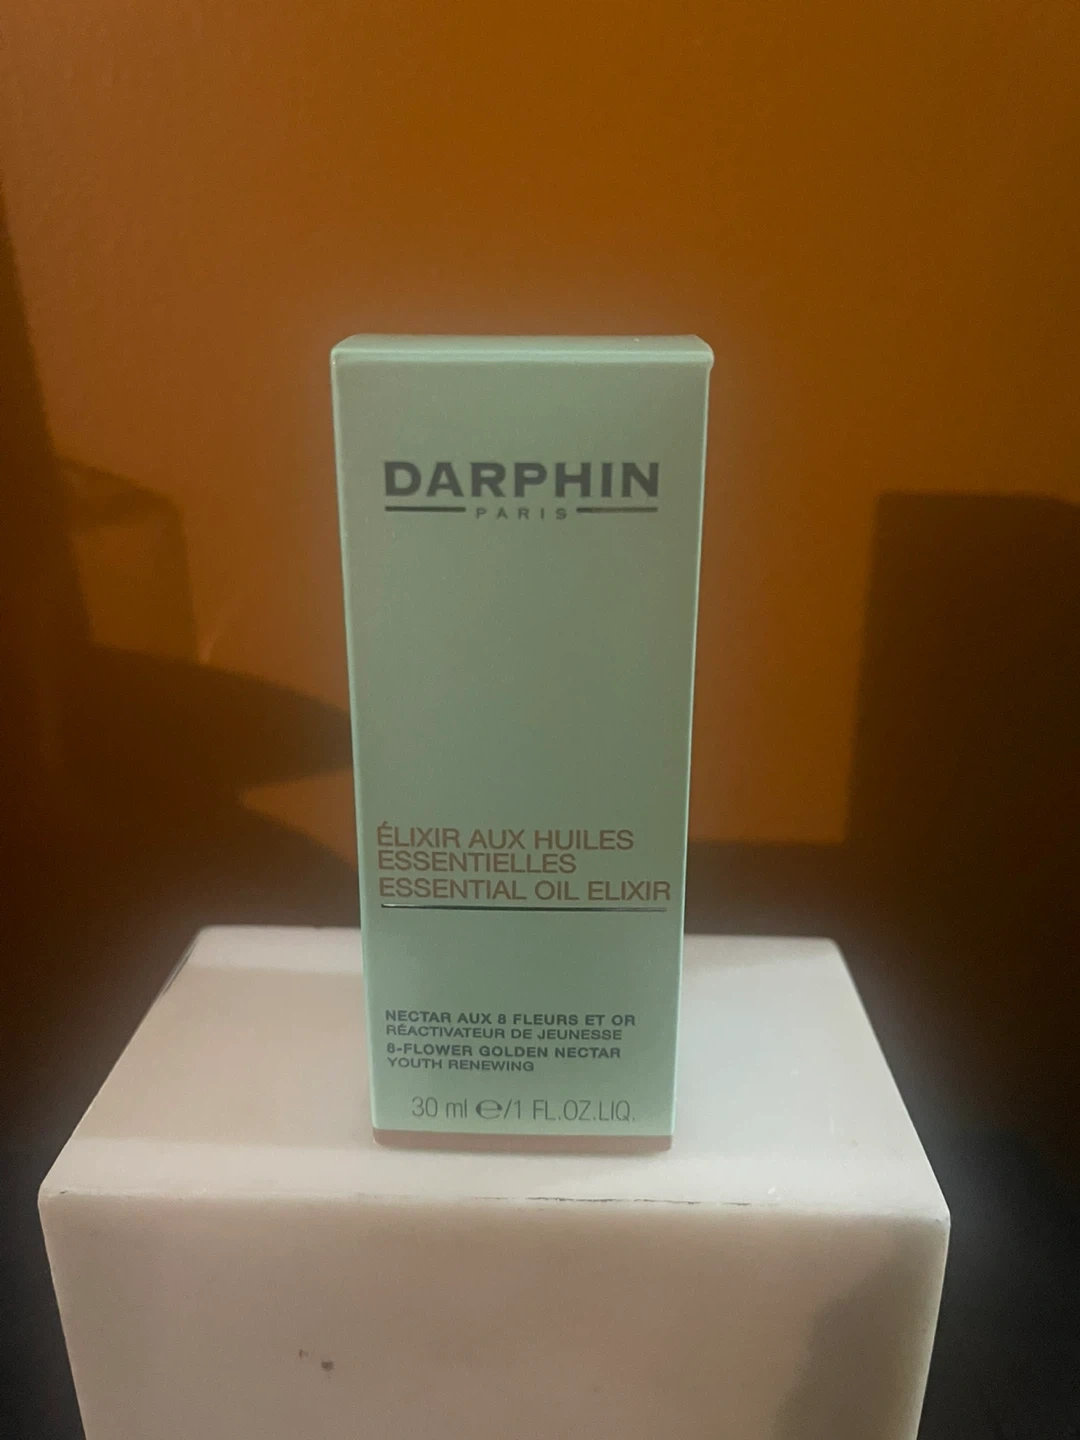 DARPHIN
PARIS
ÉLIXIR AUX HUILES
ESSENTIELLES
ESSENTIAL OIL ELIXIR
NECTAR AUX 8 FLEURS ET OR
RÉACTIVATEUR DE JEUNESSE
8-FLOWER GOLDEN NECTAR
YOUTH RENEWING
30 ml ℮/1 FL.OZ.LIQ.